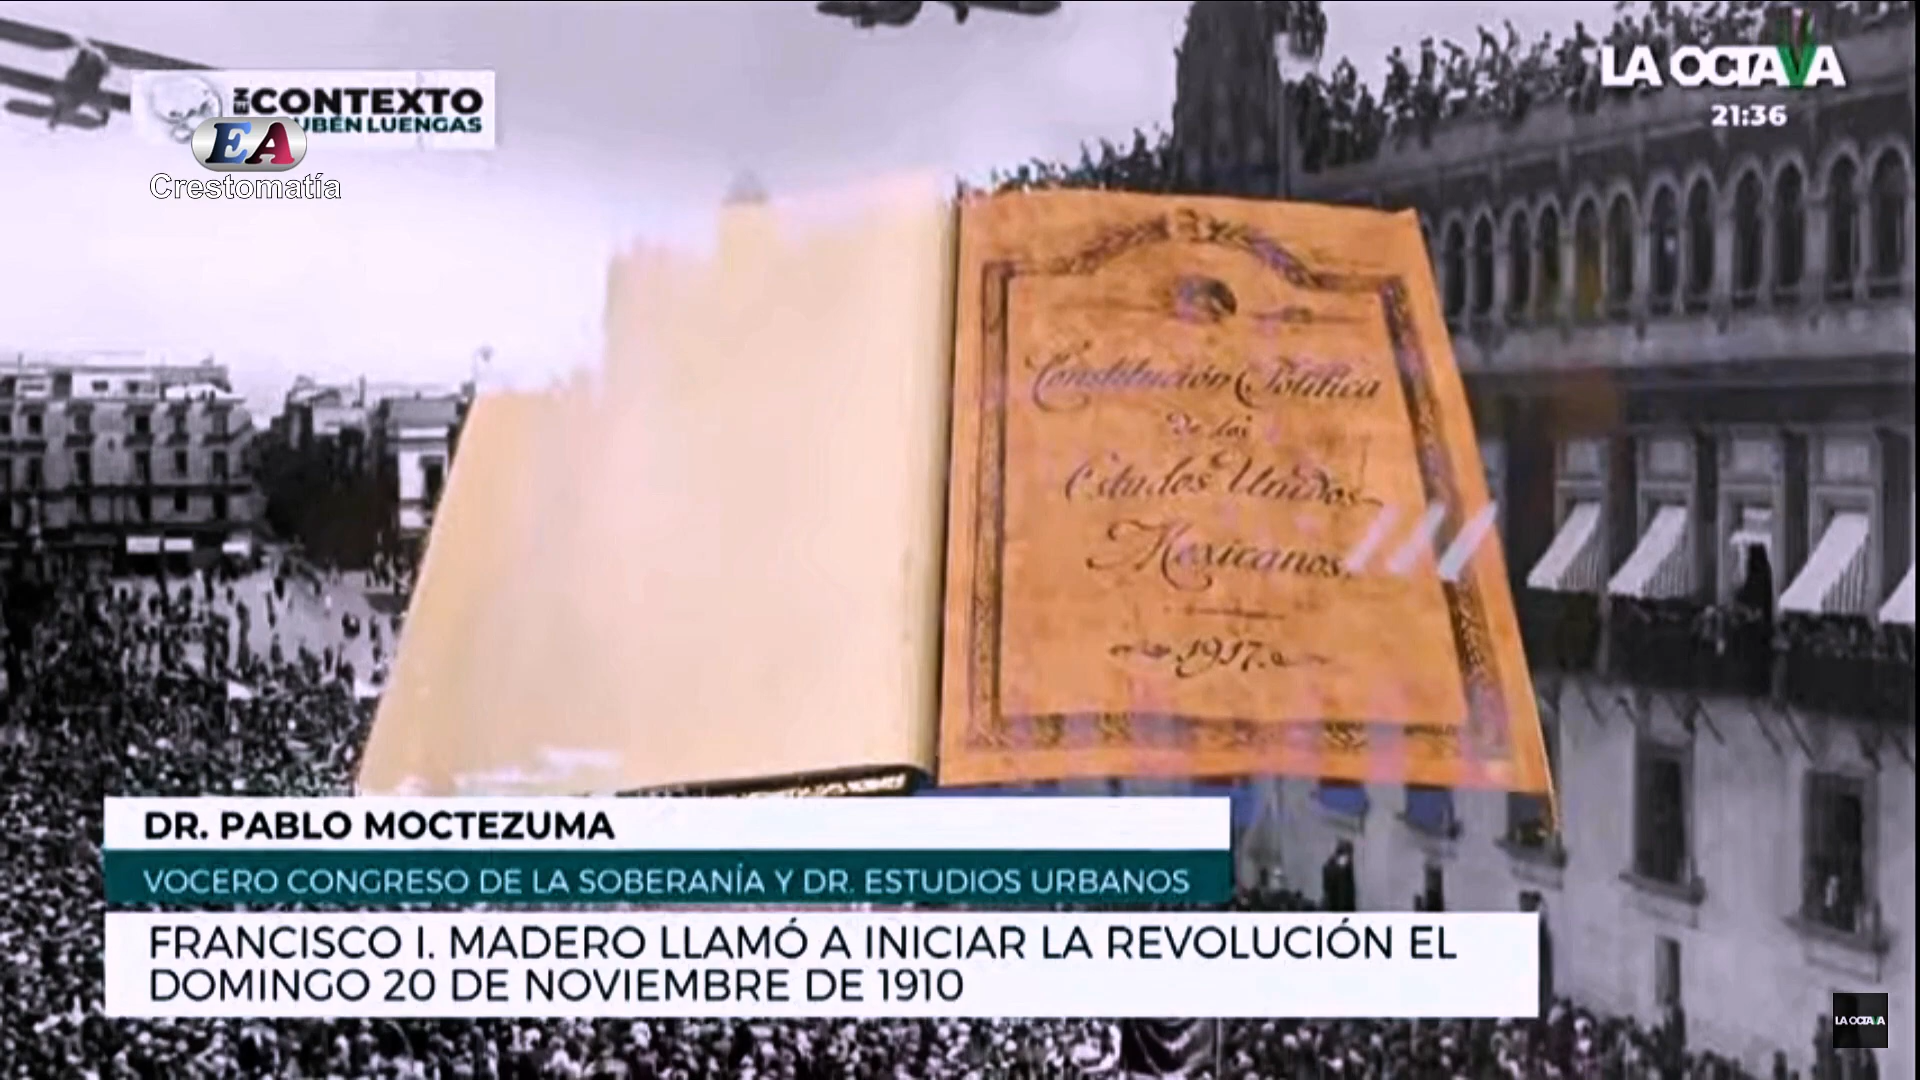 EN CONTEXTO
UBÉN LUENGAS
EA
Crestomatía
LA OCTAVA
21:36
Constitución Política
de los
Estudos Unidos
Mexicanos.
1917.
DR. PABLO MOCTEZUMA
VOCERO CONGRESO DE LA SOBERANÍA Y DR. ESTUDIOS URBANOS
FRANCISCO I. MADERO LLAMÓ A INICIAR LA REVOLUCIÓN EL
DOMINGO 20 DE NOVIEMBRE DE 1910
LA OCTAVA